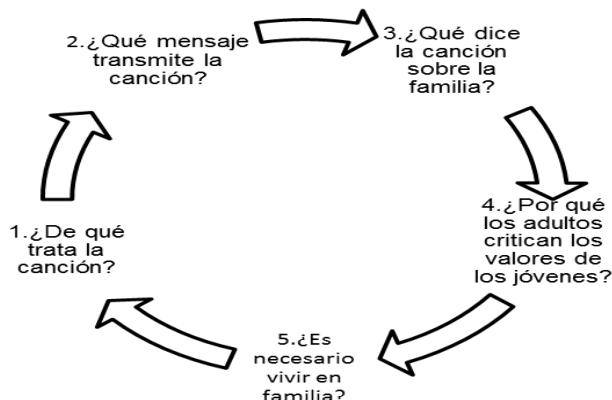 1.¿De qué
trata la
canción?
2.¿Qué mensaje
transmite la
canción?
3.¿Qué dice
la canción
sobre la
familia?
4.¿Por qué
los adultos
critican los
valores de
los jóvenes?
5.¿Es
necesario
vivir en
familia?